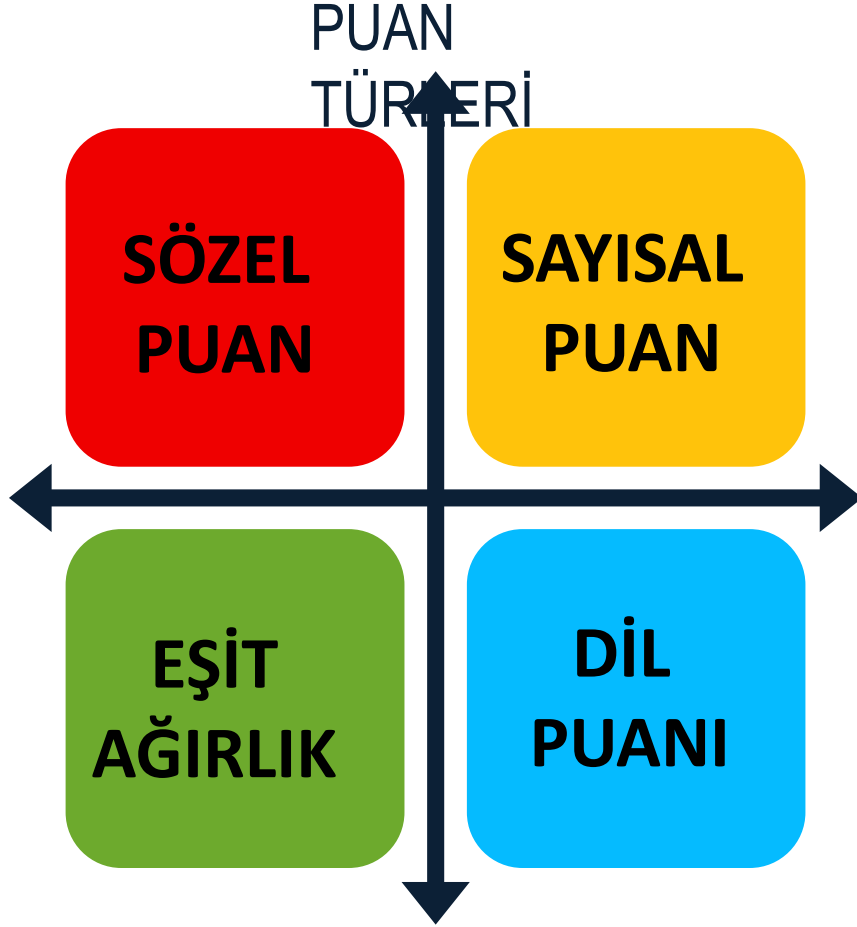 PUAN
TÜRLERİ
SÖZEL
PUAN
SAYISAL
PUAN
EŞİT
AĞIRLIK
DİL
PUANI